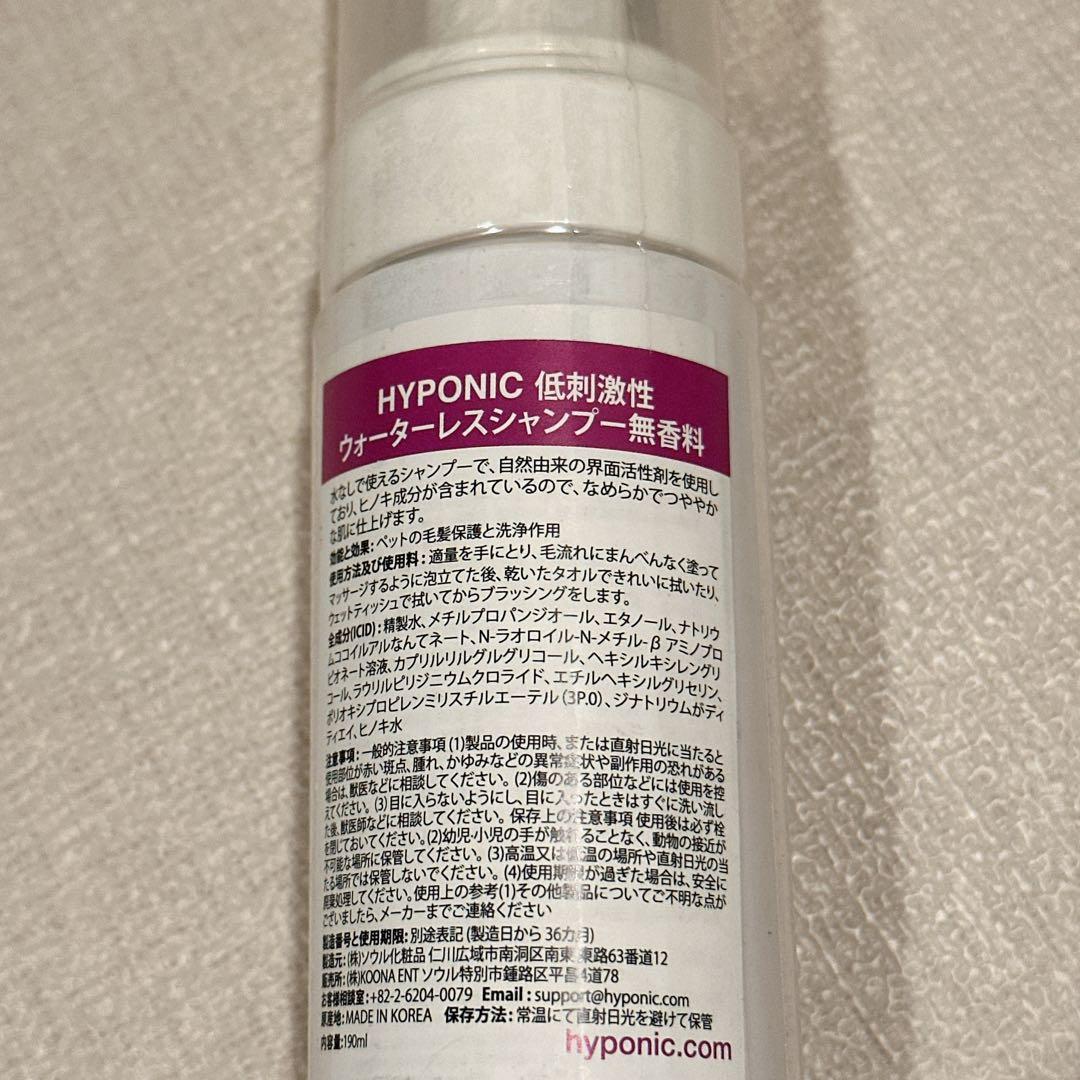 HYPONIC 低刺激性
ウォーターレスシャンプー無香料
水なしで使えるシャンプーで、自然由来の界面活性剤を使用し
ており、ヒノキ成分が含まれているので、なめらかでつややか
な肌に仕上げます。
効能と効果:ペットの毛髪保護と洗浄作用
使用方法及び使用料:適量を手にとり、毛流れにまんべんなく塗って
マッサージするように泡立てた後、乾いたタオルできれいに拭いたり、
ウェットティッシュで拭いてからブラッシングをします。
全成分(ICID):精製水、メチルプロパンジオール、エタノール、ナトリウ
ムココイルアルなんてネート、N-ラオロイル-N-メチル-β アミノプロ
ピオネート溶液、カプリルリルグルグリコール、ヘキシルキシレングリ
コール、ラウリルピリジニウムクロライド、エチルヘキシルグリセリン、
ポリオキシプロピレンミリスチルエーテル(3P.0)、ジナトリウムがディ
ティエイ、ヒノキ水
注意事項:一般的注意事項 (1)製品の使用時、または直射日光に当たると
使用部位が赤い斑点、腫れ、かゆみなどの異常症状や副作用の恐れがある
場合は、獣医などに相談してください。(2)傷のある部位などには使用を控
えてください。(3)目に入らないようにし、目に入ったときはすぐに洗い流し
た後、獣医師などに相談してください。保存上の注意事項 使用後は必ず栓
を閉じておいてください。(2)幼児・小児の手が触れることなく、動物の接近が
不可能な場所に保管してください。(3)高温又は低温の場所や直射日光の当
たる場所では保管しないでください。(4)使用期限が過ぎた場合は、安全に
廃棄処理してください。使用上の参考(1)その他製品についてご不明な点が
ございましたら、メーカーまでご連絡ください
製造番号と使用期限:別途表記 (製造日から 36カ月)
製造元:(株)ソウル化粧品 仁川広域市南洞区南東東路63番道12
販売所:(株)KOONA ENT ソウル特別市鍾路区平昌4道78
お客様相談室:+82-2-6204-0079 Email : support@hyponic.com
原産地:MADE IN KOREA 保存方法:常温にて直射日光を避けて保管
内容量:190ml
hyponic.com